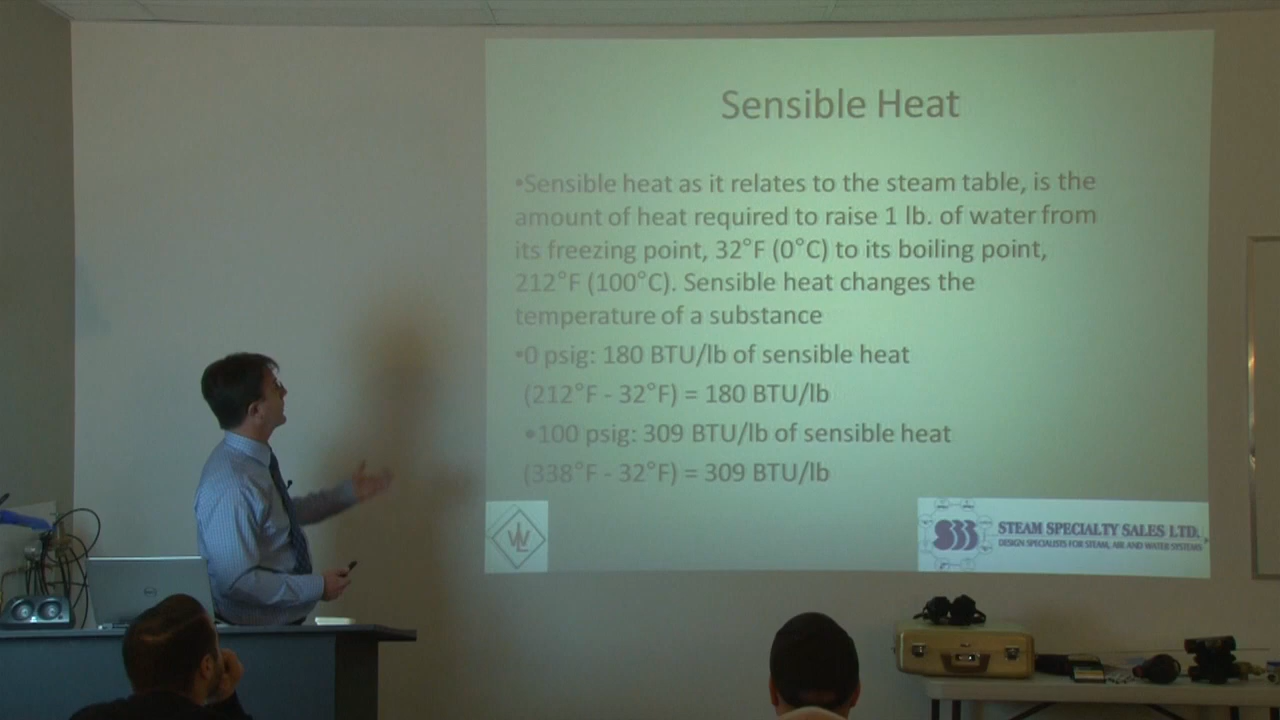 Sensible Heat
•Sensible heat as it relates to the steam table, is the
amount of heat required to raise 1 lb. of water from
its freezing point, 32°F (0°C) to its boiling point,
212°F (100°C). Sensible heat changes the
temperature of a substance
•0 psig: 180 BTU/lb of sensible heat
(212°F - 32°F) = 180 BTU/lb
•100 psig: 309 BTU/lb of sensible heat
(338°F - 32°F) = 309 BTU/lb
SSS
STEAM SPECIALTY SALES LTD.
DESIGN SPECIALISTS FOR STEAM, AIR AND WATER SYSTEMS